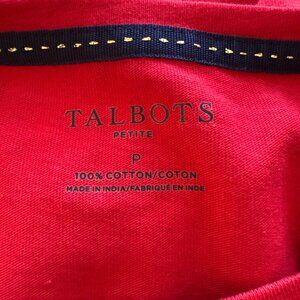 TALBOTS
PETITE
P
100% COTTON/COTON
MADE IN INDIA/FABRIQUÉ EN INDE